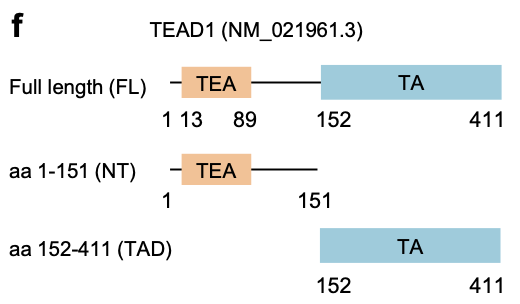 f
TEAD1 (NM_021961.3)
Full length (FL) TEA TA
1 13 89 152 411
aa 1-151 (NT) TEA
1 151
aa 152-411 (TAD) TA
152 411